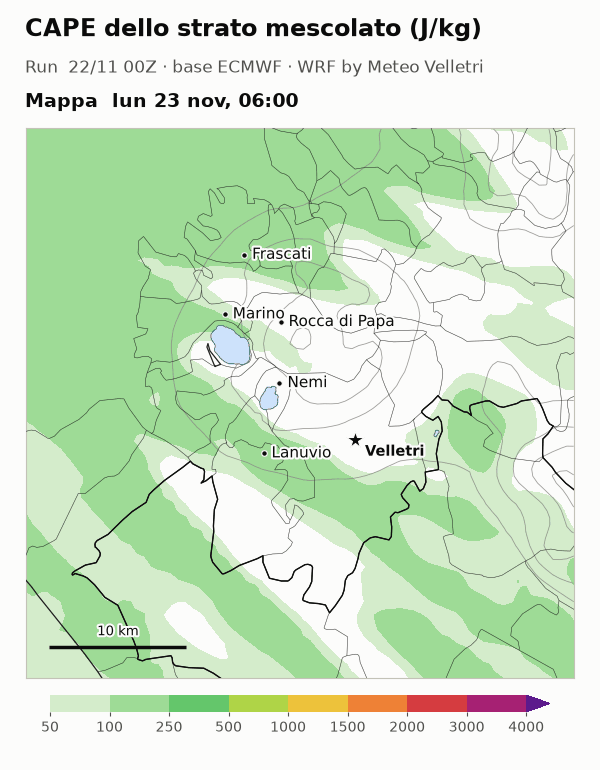 CAPE dello strato mescolato (J/kg)
Run  22/11 00Z · base ECMWF · WRF by Meteo Velletri
Mappa  lun 23 nov, 06:00
Frascati
Marino
Rocca di Papa
Nemi
Velletri
Lanuvio
10 km
50 100 250 500 1000 1500 2000 3000 4000